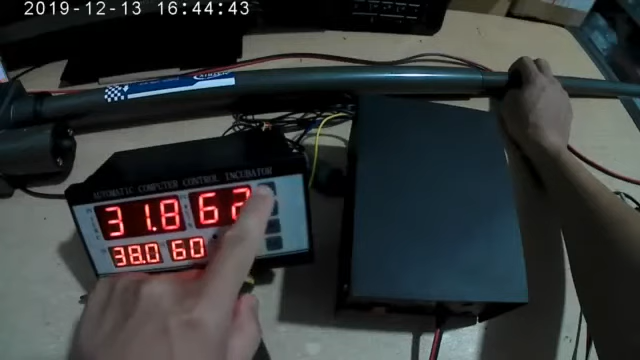 2019-12-13 16:44:43
AUTOMATIC COMPUTER CONTROL INCUBATOR
31.8 62
38.0 60